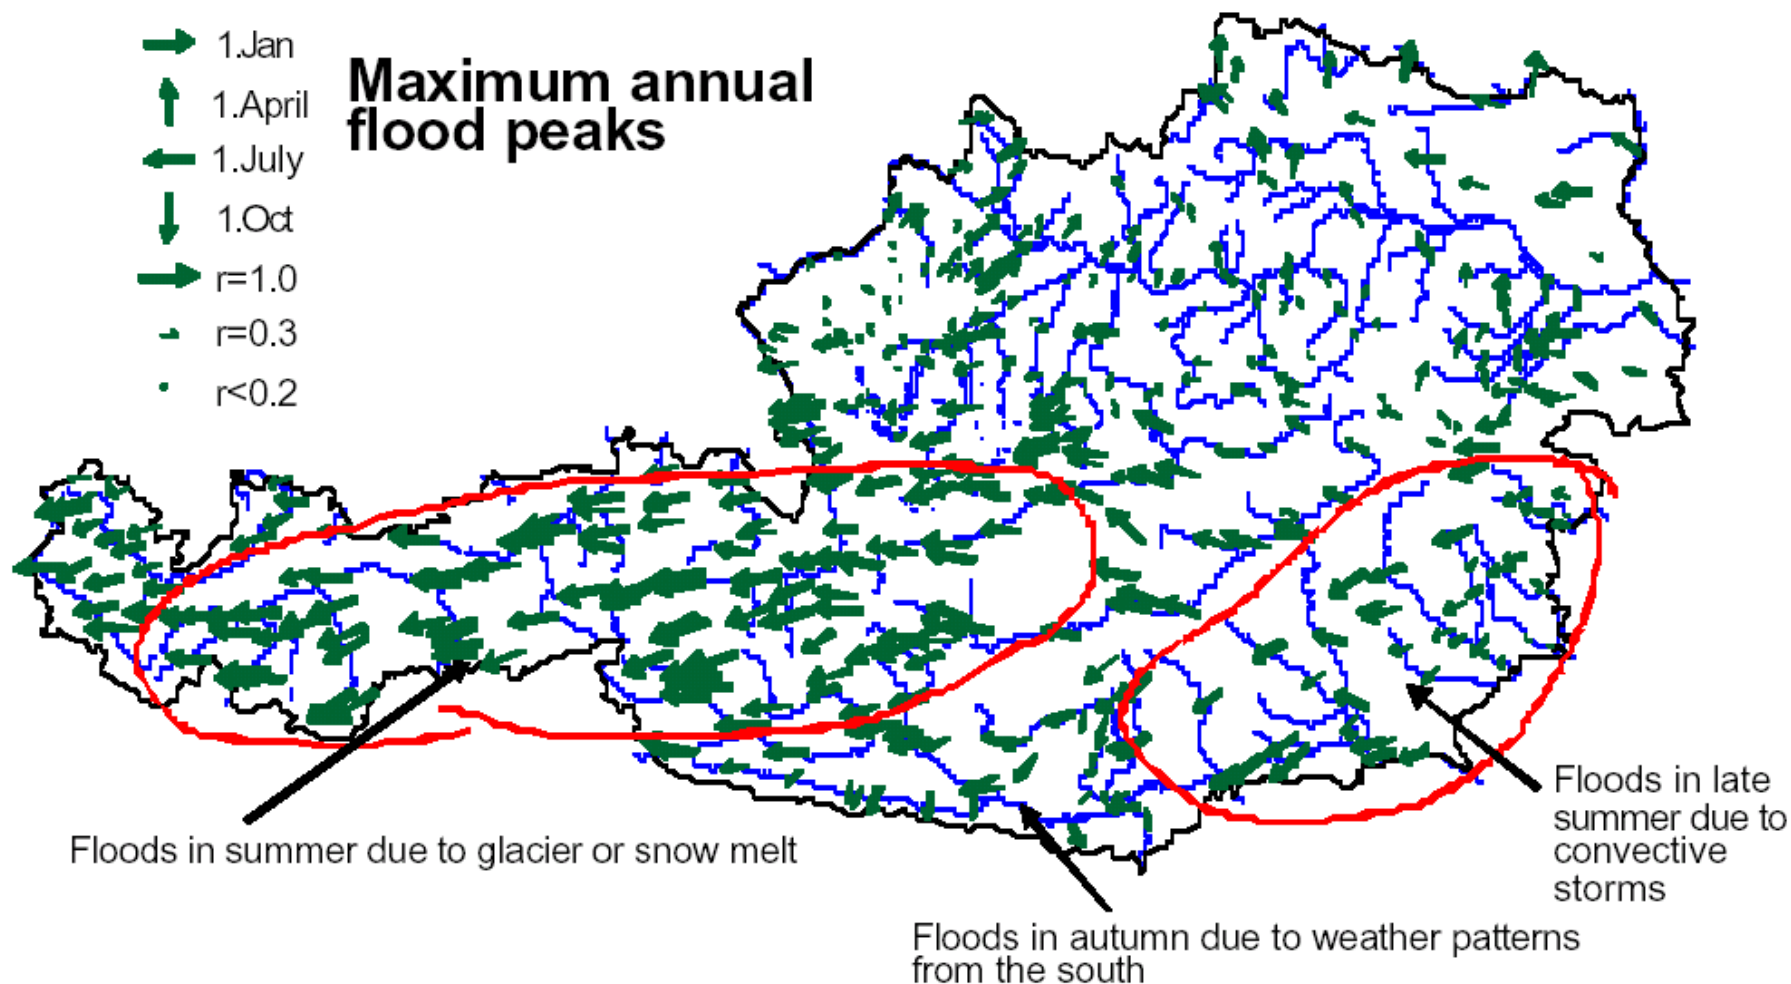 1.Jan
1.April
1.July
1.Oct
r=1.0
r=0.3
r<0.2
Maximum annual
flood peaks
Floods in summer due to glacier or snow melt
Floods in late
summer due to
convective
storms
Floods in autumn due to weather patterns
from the south